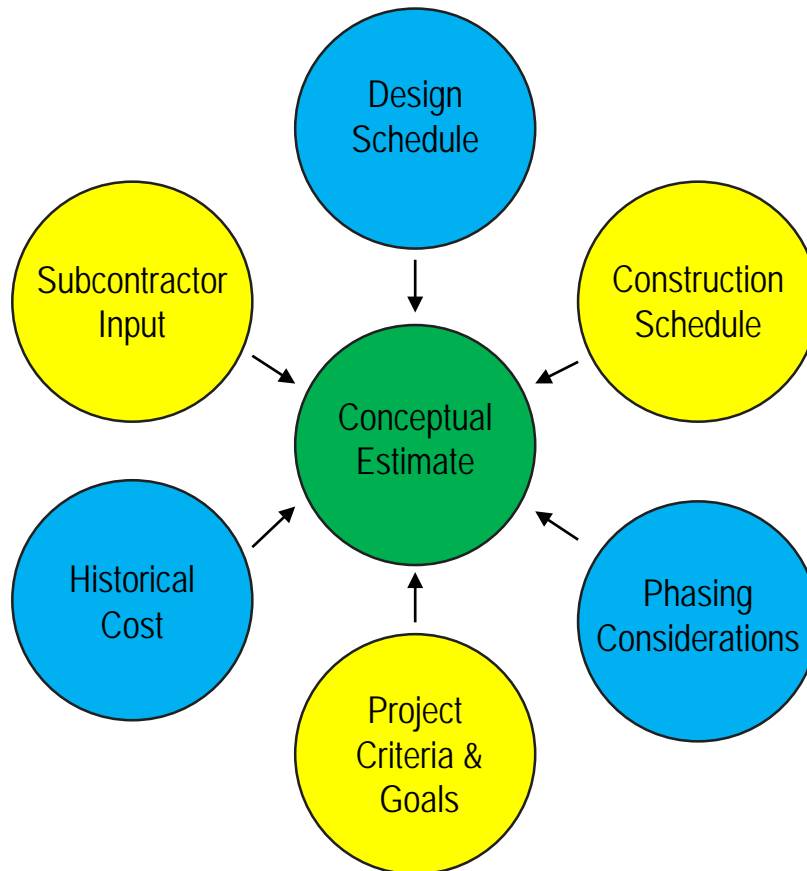 Design
Schedule
Subcontractor
Input
Construction
Schedule
Conceptual
Estimate
Historical
Cost
Phasing
Considerations
Project
Criteria &
Goals